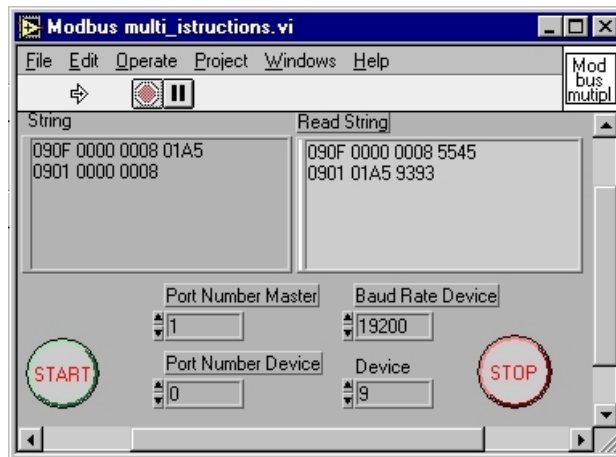 Modbus multi_istructions.vi
File Edit Operate Project Windows Help
Mod
bus
mutipl
String
Read String
090F 0000 0008 01A5
0901 0000 0008
090F 0000 0008 5545
0901 01A5 9393
Port Number Master
Baud Rate Device
1
19200
START
Port Number Device
Device
STOP
0
9